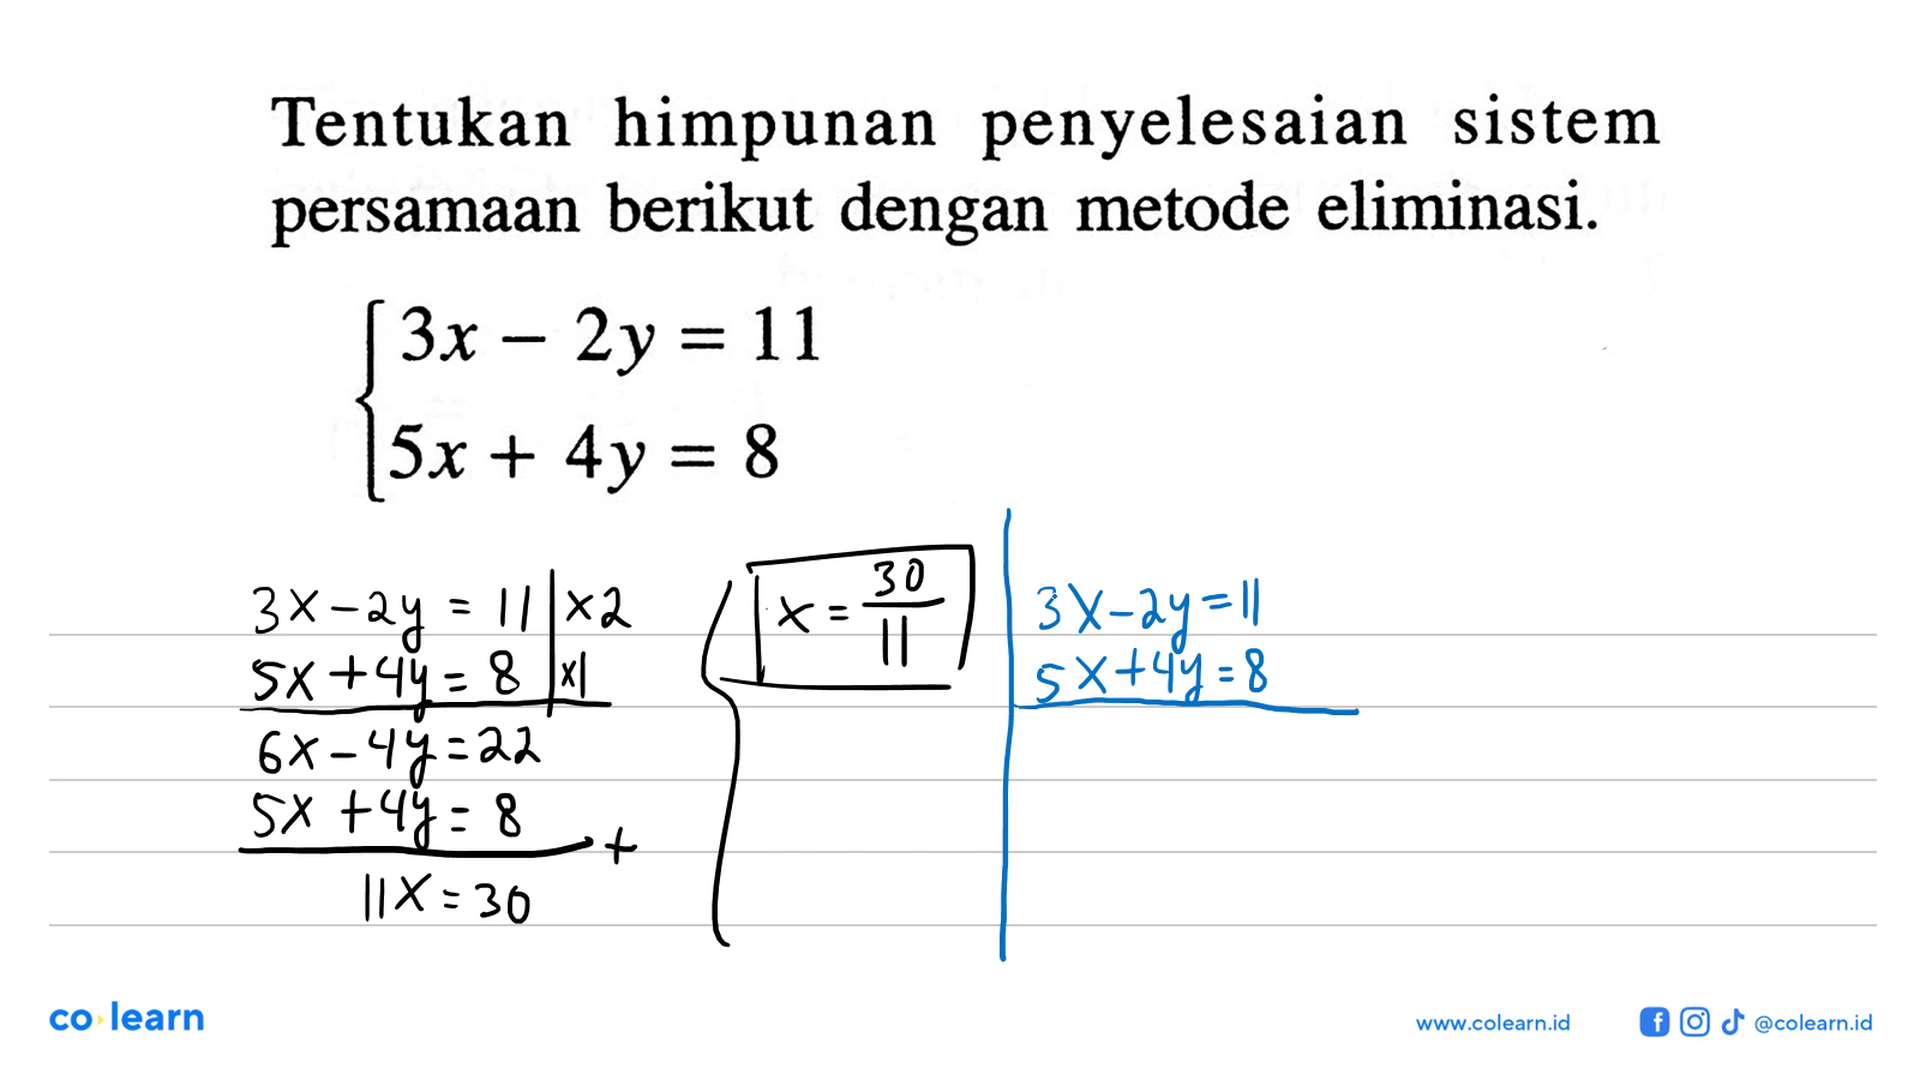 Tentukan himpunan penyelesaian sistem
persamaan berikut dengan metode eliminasi.
3x − 2y = 11
5x + 4y = 8
3x − 2y = 11 | x2
5x + 4y = 8 | x1
6x − 4y = 22
5x + 4y = 8 +
11x = 30
x = 30/11
3x − 2y = 11
5x + 4y = 8
co learn
www.colearn.id @colearn.id